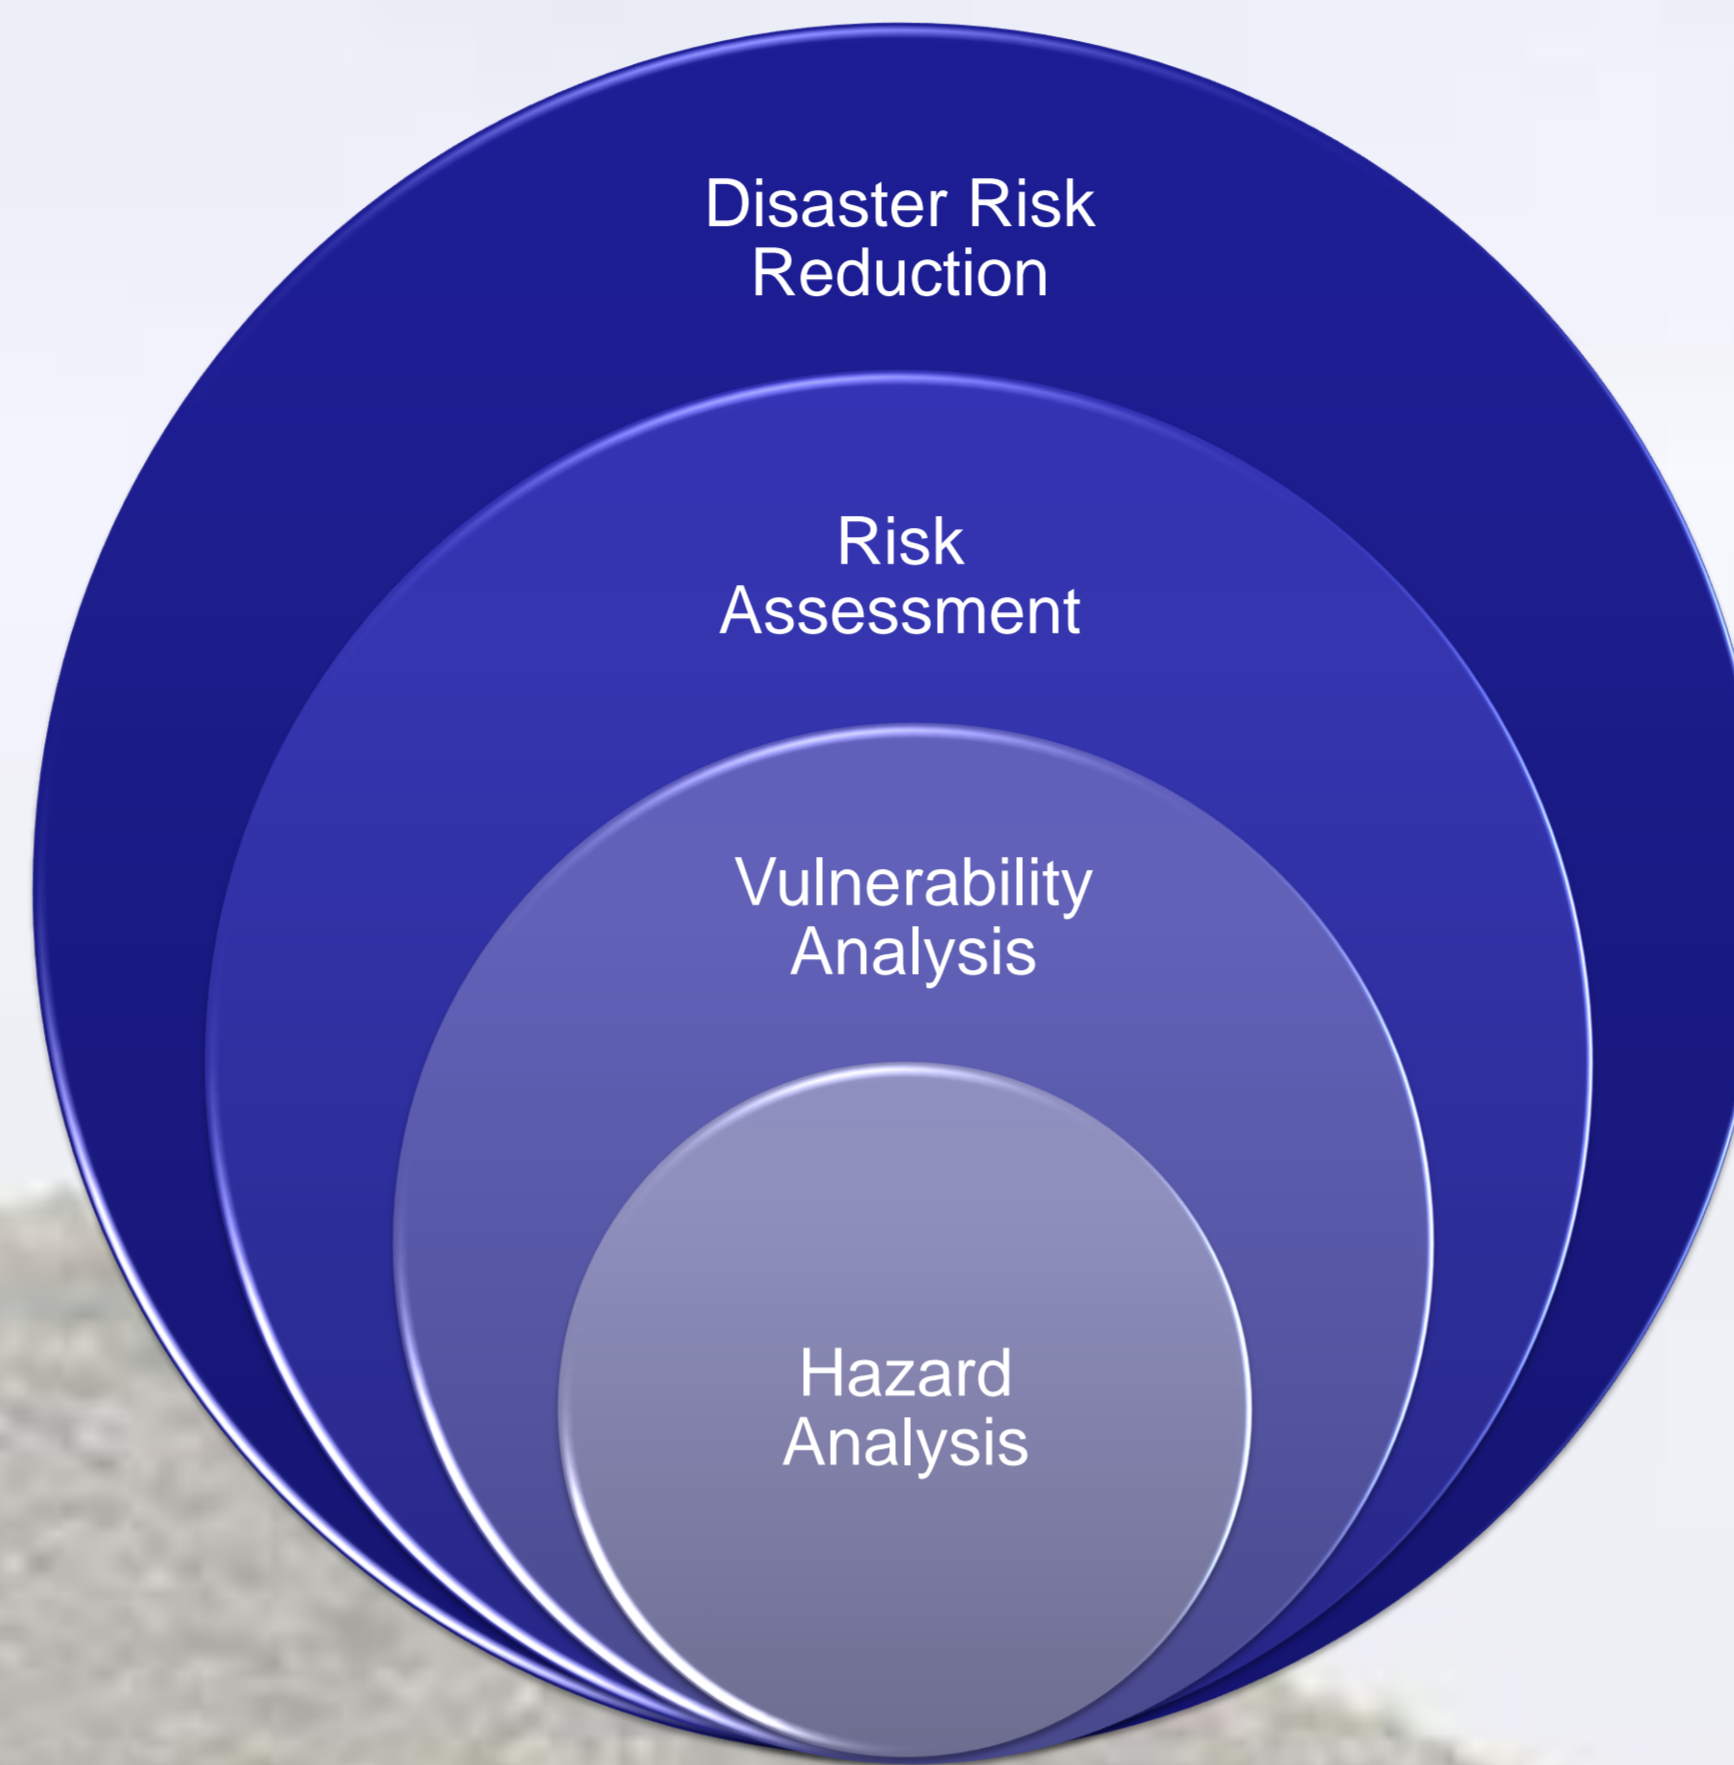 Disaster Risk
Reduction
Risk
Assessment
Vulnerability
Analysis
Hazard
Analysis